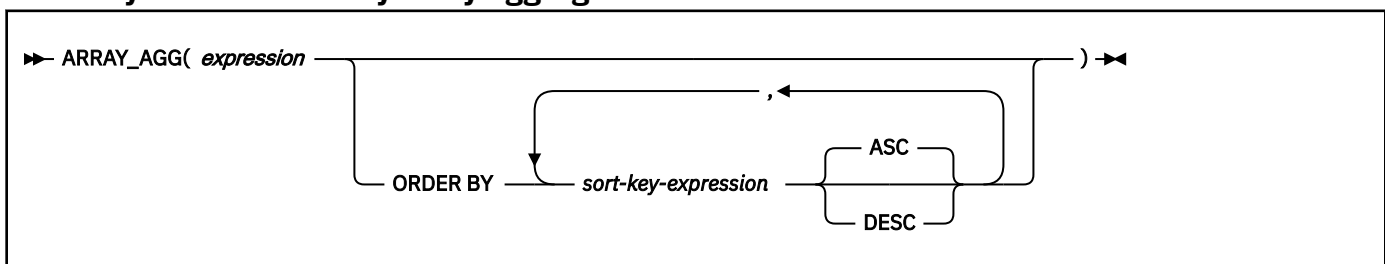 ARRAY_AGG( expression )
,
ASC
ORDER BY sort-key-expression
DESC